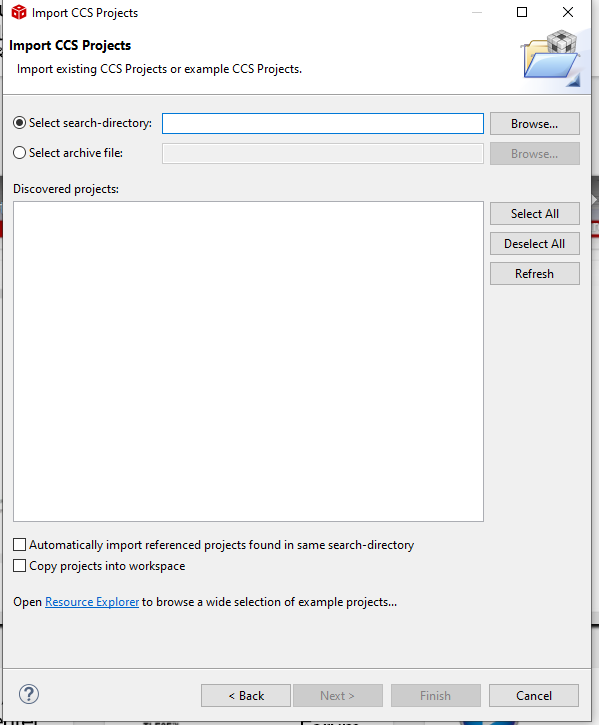 Import CCS Projects
Import CCS Projects
Import existing CCS Projects or example CCS Projects.
Select search-directory:
Browse...
Select archive file:
Browse...
Discovered projects:
Select All
Deselect All
Refresh
Automatically import referenced projects found in same search-directory
Copy projects into workspace
Open Resource Explorer to browse a wide selection of example projects...
?
< Back
Next >
Finish
Cancel